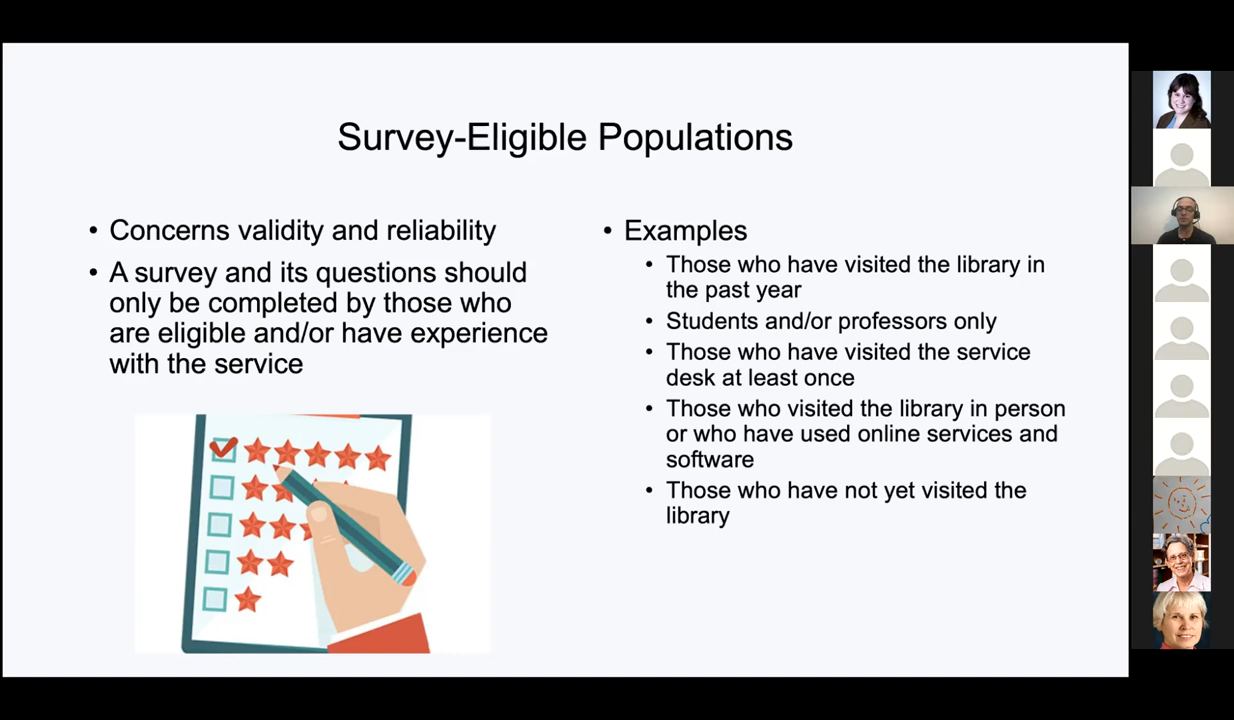 Survey-Eligible Populations
• Concerns validity and reliability
• A survey and its questions should
only be completed by those who
are eligible and/or have experience
with the service
• Examples
• Those who have visited the library in
the past year
• Students and/or professors only
• Those who have visited the service
desk at least once
• Those who visited the library in person
or who have used online services and
software
• Those who have not yet visited the
library